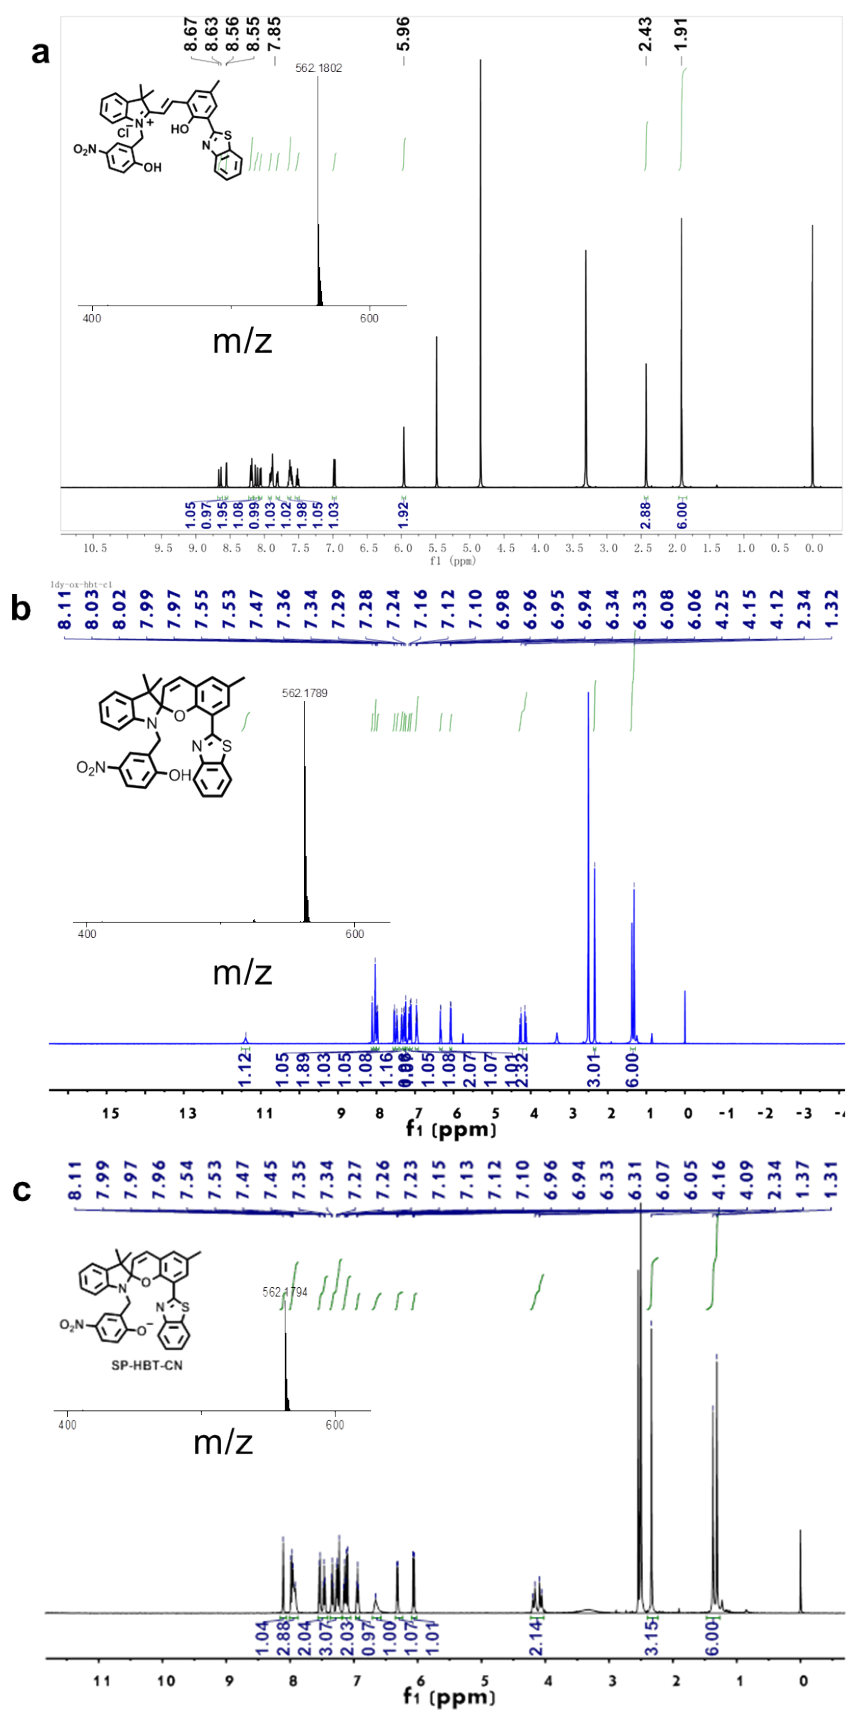 a
8.67 8.63 8.56 8.55 7.85 5.96 2.43 1.91
562.1802
Cl⁻ N⁺ HO S
N
O₂N OH
400 600
m/z
1.05 0.97 1.95 1.08 0.99 1.03 1.02 1.98 1.05 1.03 1.92 2.88 6.00
10.5 9.5 9.0 8.5 8.0 7.5 7.0 6.5 6.0 5.5 5.0 4.5 4.0 3.5 3.0 2.5 2.0 1.5 1.0 0.5 0.0
f1 (ppm)
b
ldy-ox-hbt-c1
8.11 8.03 8.02 7.99 7.97 7.55 7.53 7.47 7.36 7.34 7.29 7.28 7.24 7.16 7.12 7.10 6.98 6.96 6.95 6.94 6.34 6.33 6.08 6.06 4.25 4.15 4.12 2.34 1.32
562.1789
N O
N S
O₂N OH
400 600
m/z
1.12 1.05 1.89 1.03 1.05 1.08 1.16 1.05 1.08 2.07 1.07 1.01 2.32 3.01 6.00
15 13 11 9 8 7 6 5 4 3 2 1 0 -1 -2 -3 -4
f1 (ppm)
c
8.11 7.99 7.97 7.96 7.54 7.53 7.47 7.45 7.35 7.34 7.27 7.26 7.23 7.15 7.13 7.12 7.10 6.96 6.94 6.33 6.31 6.07 6.05 4.16 4.09 2.34 1.37 1.31
562.1794
N O
N S
O₂N O⁻
SP-HBT-CN
400 600
m/z
1.04 2.88 2.04 3.07 2.03 0.97 1.00 1.07 1.01 2.14 3.15 6.00
11 10 9 8 7 6 5 4 3 2 1 0
f1 (ppm)